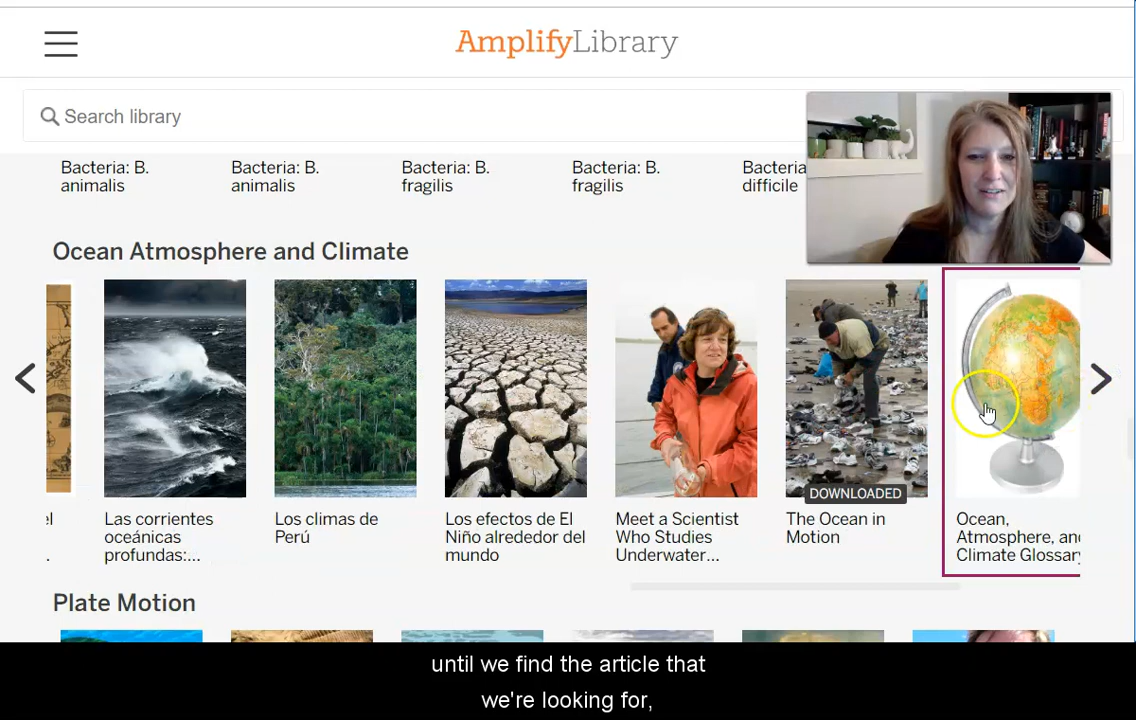 AmplifyLibrary
Search library
Bacteria: B.
animalis
Bacteria: B.
animalis
Bacteria: B.
fragilis
Bacteria: B.
fragilis
Bacteria
difficile
Ocean Atmosphere and Climate
el
.
Las corrientes
oceánicas
profundas:...
Los climas de
Perú
Los efectos de El
Niño alrededor del
mundo
Meet a Scientist
Who Studies
Underwater...
DOWNLOADED
The Ocean in
Motion
Ocean,
Atmosphere, and
Climate Glossary
Plate Motion
until we find the article that
we're looking for,